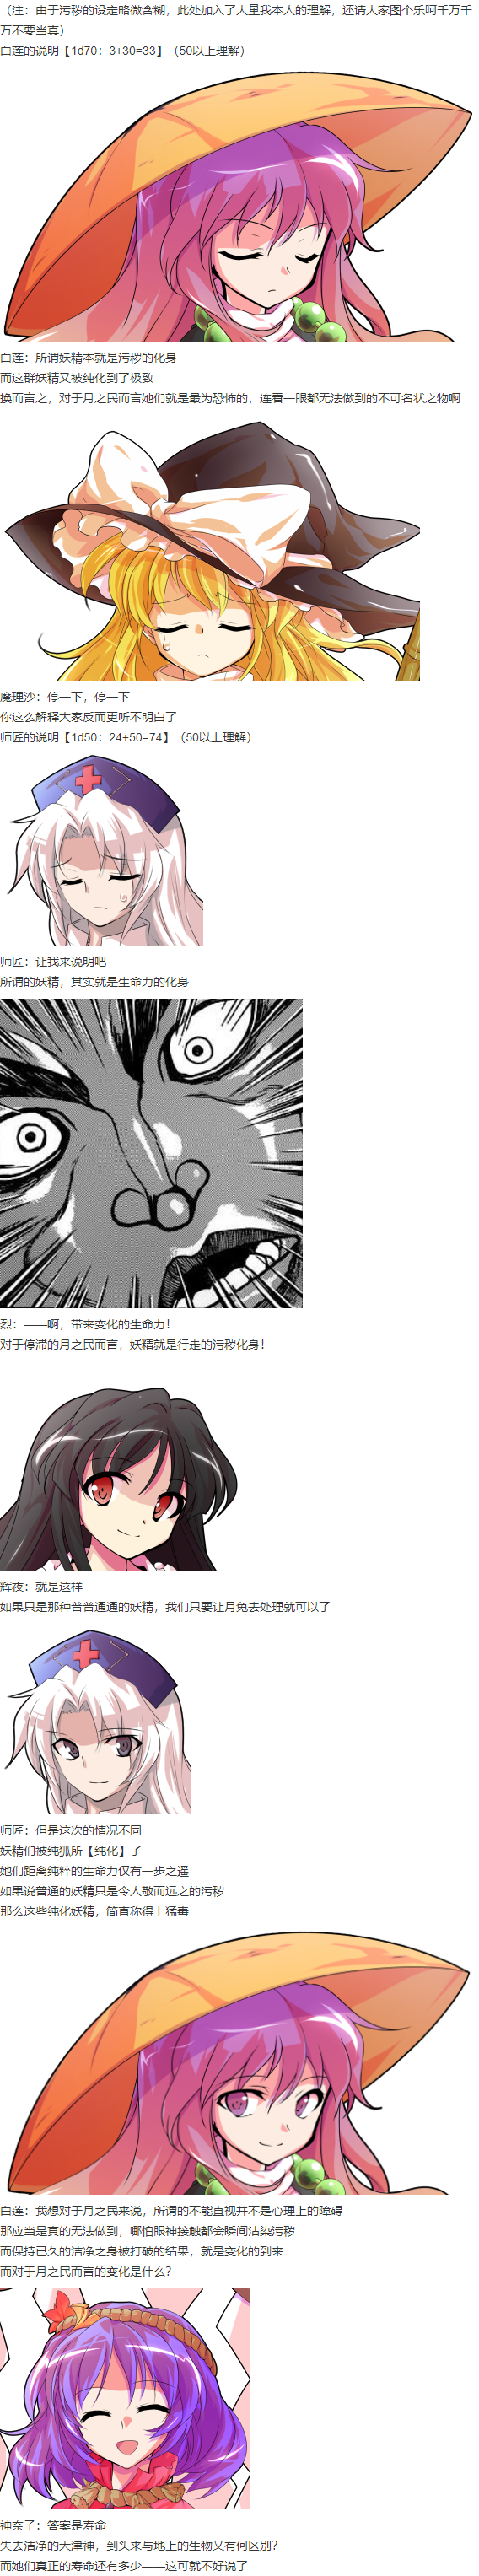 （注：由于污秽的设定略微含糊，此处加入了大量我本人的理解，还请大家图个乐呵千万千
万不要当真）
白莲的说明【1d70：3+30=33】（50以上理解）
白莲：所谓妖精本就是污秽的化身
而这群妖精又被纯化到了极致
换而言之，对于月之民而言她们就是最为恐怖的，连看一眼都无法做到的不可名状之物啊
魔理沙：停一下，停一下
你这么解释大家反而更听不明白了
师匠的说明【1d50：24+50=74】（50以上理解）
师匠：让我来说明吧
所谓的妖精，其实就是生命力的化身
烈：——啊，带来变化的生命力！
对于停滞的月之民而言，妖精就是行走的污秽化身！
辉夜：就是这样
如果只是那种普普通通的妖精，我们只要让月兔去处理就可以了
师匠：但是这次的情况不同
妖精们被纯狐所【纯化】了
她们距离纯粹的生命力仅有一步之遥
如果说普通的妖精只是令人敬而远之的污秽
那么这些纯化妖精，简直称得上猛毒
白莲：我想对于月之民来说，所谓的不能直视并不是心理上的障碍
那应当是真的无法做到，哪怕眼神接触都会瞬间沾染污秽
而保持已久的洁净之身被打破的结果，就是变化的到来
而对于月之民而言的变化是什么？
神奈子：答案是寿命
失去洁净的天津神，到头来与地上的生物又有何区别？
而她们真正的寿命还有多少——这可就不好说了